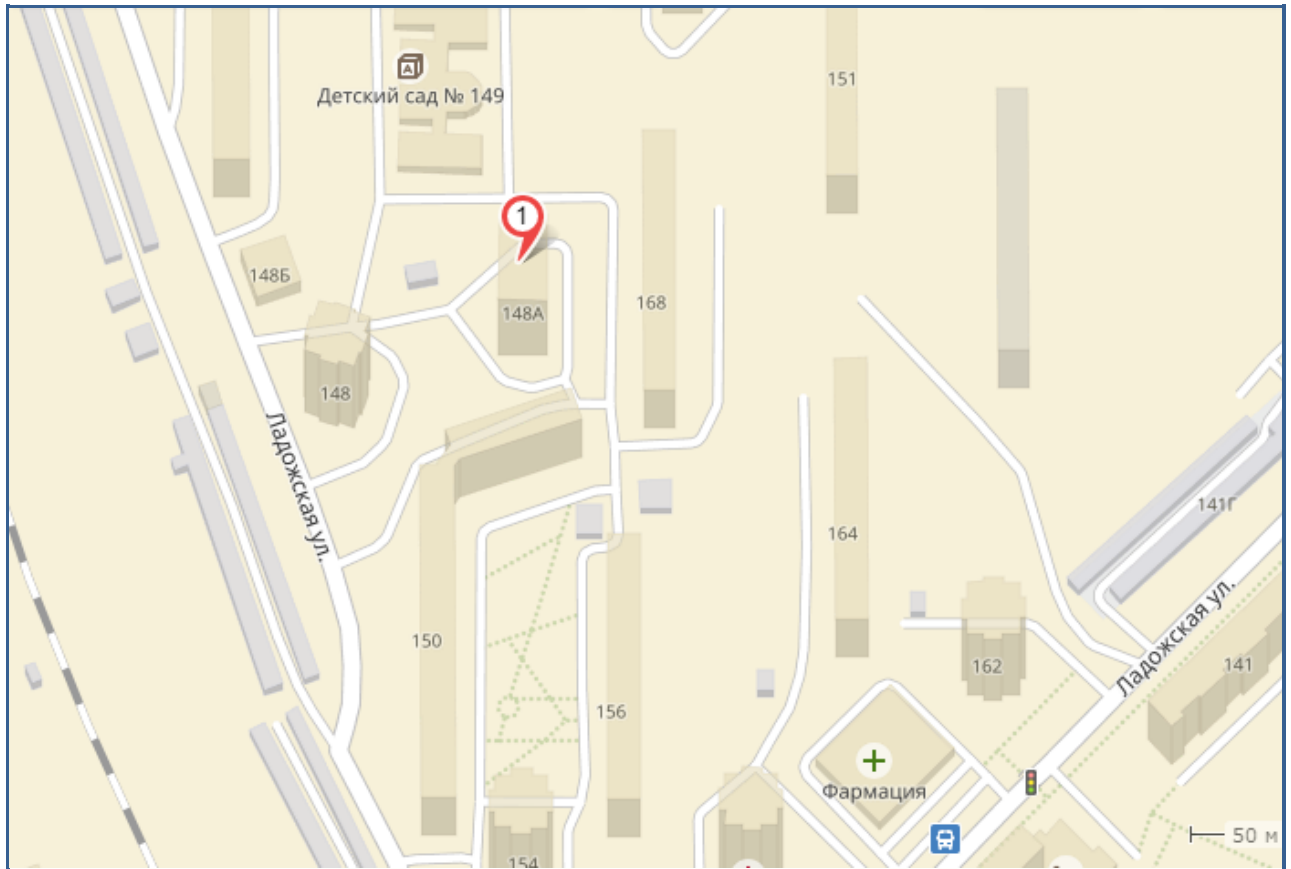 Детский сад № 149
151
1
148Б
168
148А
148
Ладожская ул.
141Г
164
150
Ладожская ул.
162
141
156
Фармация
50 м
154